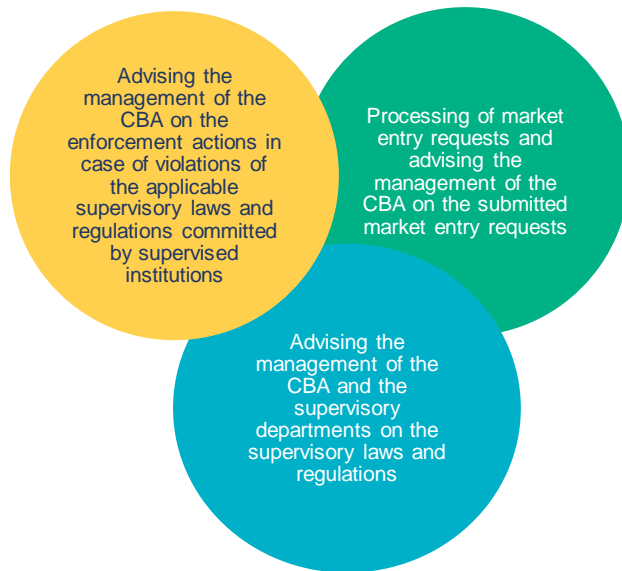 Advising the
management of the
CBA on the
enforcement actions in
case of violations of
the applicable
supervisory laws and
regulations committed
by supervised
institutions
Processing of market
entry requests and
advising the
management of the
CBA on the submitted
market entry requests
Advising the
management of the
CBA and the
supervisory
departments on the
supervisory laws and
regulations